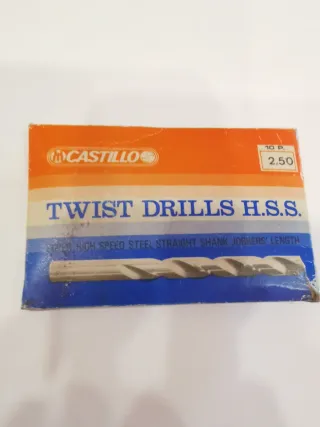 CASTILLO
10 P.
2.50
TWIST DRILLS H.S.S.
HIGH SPEED STEEL STRAIGHT SHANK JOBBERS' LENGTH